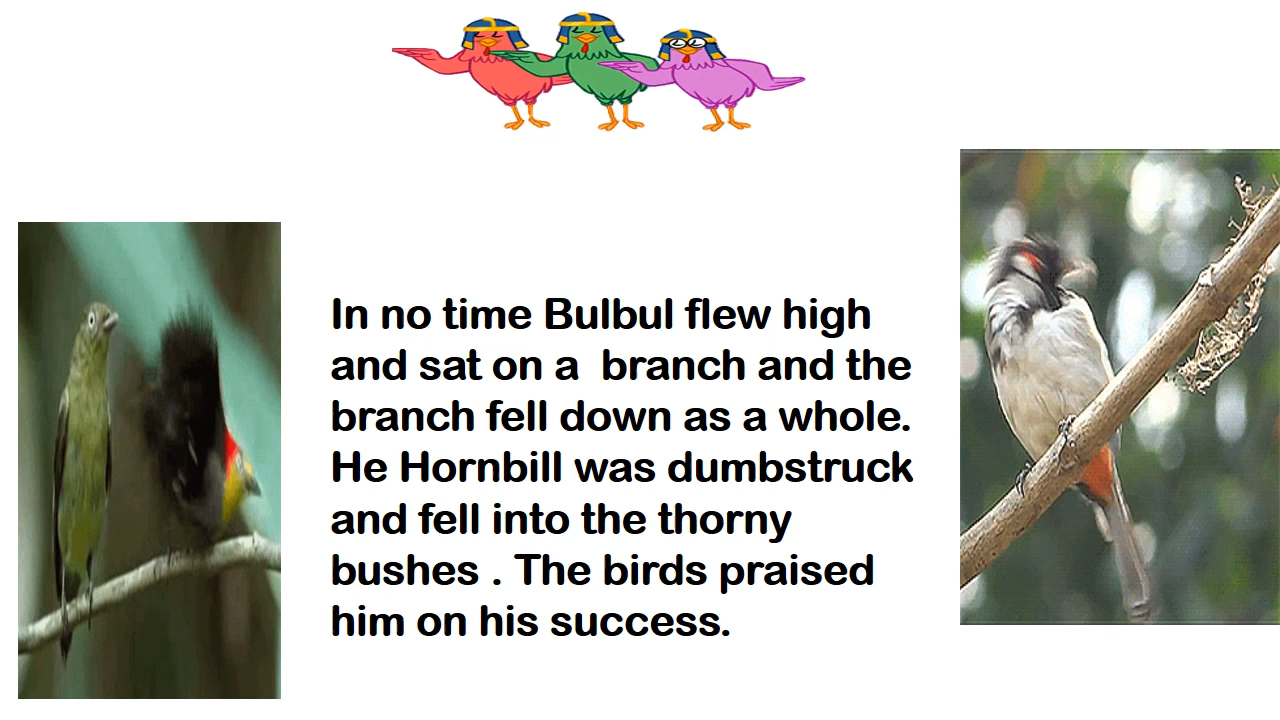 In no time Bulbul flew high
and sat on a  branch and the
branch fell down as a whole.
He Hornbill was dumbstruck
and fell into the thorny
bushes . The birds praised
him on his success.